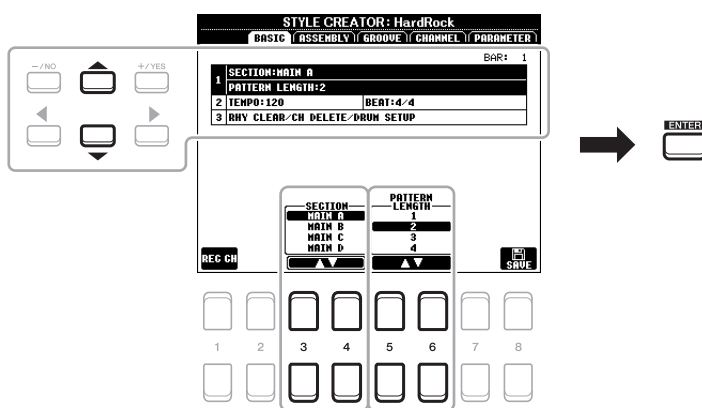 STYLE CREATOR: HardRock
BASIC ASSEMBLY GROOVE CHANNEL PARAMETER
BAR: 1
-/NO
+/YES
1 SECTION:MAIN A
PATTERN LENGTH:2
2 TEMPO:120 BEAT:4/4
3 RHY CLEAR/CH DELETE/DRUM SETUP
ENTER
SECTION
MAIN A
MAIN B
MAIN C
MAIN D
PATTERN LENGTH
1
2
3
4
REC CH
SAVE
1 2 3 4 5 6 7 8